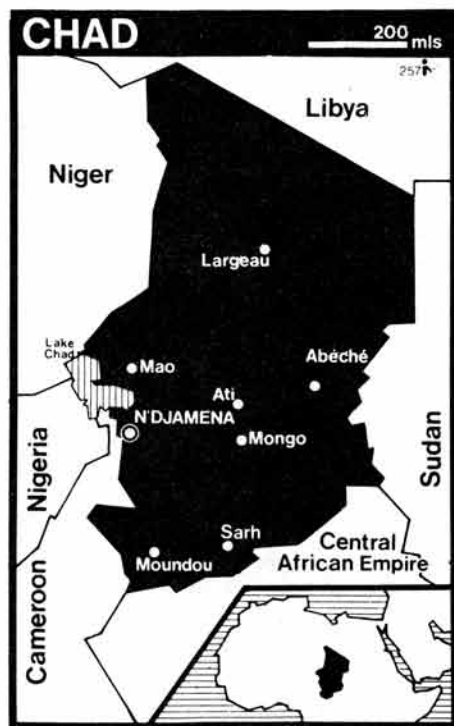 CHAD
200
mls
257
Libya
Niger
Largeau
Lake
Chad
Mao
Abéché
Ati
N'DJAMENA
Mongo
Sudan
Nigeria
Sarh
Moundou
Central
African Empire
Cameroon